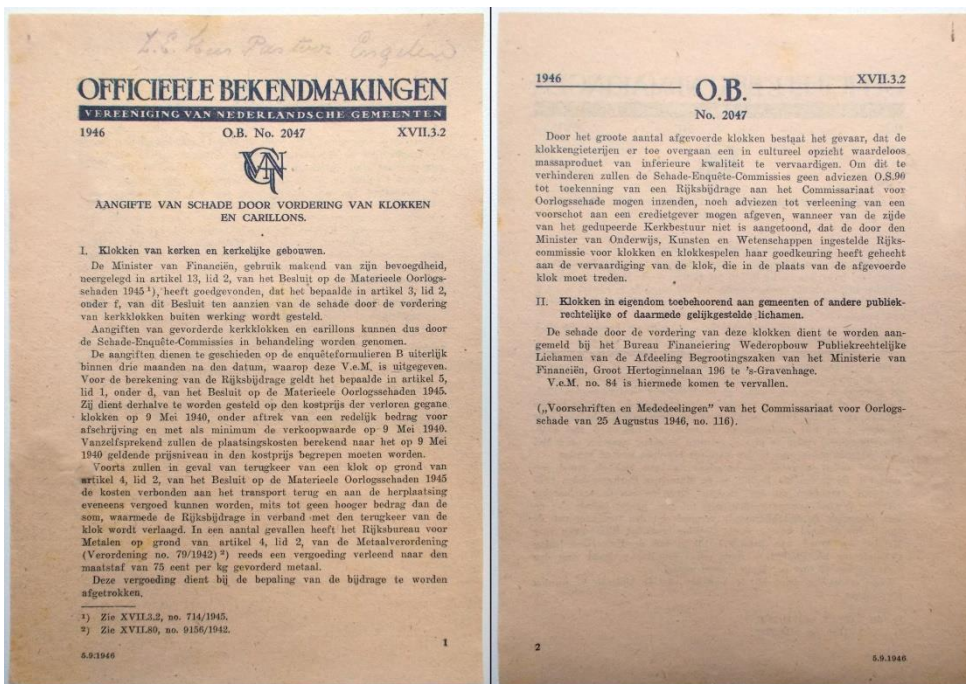 Z.E. Heer Pastoor Engelen
OFFICIEELE BEKENDMAKINGEN
VEREENIGING VAN NEDERLANDSCHE GEMEENTEN
1946 O.B. No. 2047 XVII.3.2
VNG
AANGIFTE VAN SCHADE DOOR VORDERING VAN KLOKKEN
EN CARILLONS.
I. Klokken van kerken en kerkelijke gebouwen.
De Minister van Financiën, gebruik makend van zijn bevoegdheid,
neergelegd in artikel 13, lid 2, van het Besluit op de Materieele Oorlogs-
schaden 1945 ¹), heeft goedgevonden, dat het bepaalde in artikel 3, lid 2,
onder f, van dit Besluit ten aanzien van de schade door de vordering
van kerkklokken buiten werking wordt gesteld.
Aangiften van gevorderde kerkklokken en carillons kunnen dus door
de Schade-Enquête-Commissies in behandeling worden genomen.
De aangiften dienen te geschieden op de enquêteformulieren B uiterlijk
binnen drie maanden na den datum, waarop deze V.e.M. is uitgegeven.
Voor de berekening van de Rijksbijdrage geldt het bepaalde in artikel 5,
lid 1, onder d, van het Besluit op de Materieele Oorlogsschaden 1945.
Zij dient derhalve te worden gesteld op den kostprijs der verloren gegane
klokken op 9 Mei 1940, onder aftrek van een redelijk bedrag voor
afschrijving en met als minimum de verkoopwaarde op 9 Mei 1940.
Vanzelfsprekend zullen de plaatsingskosten berekend naar het op 9 Mei
1940 geldende prijsniveau in den kostprijs begrepen moeten worden.
Voorts zullen in geval van terugkeer van een klok op grond van
artikel 4, lid 2, van het Besluit op de Materieele Oorlogsschaden 1945
de kosten verbonden aan het transport terug en aan de herplaatsing
eveneens vergoed kunnen worden, mits tot geen hooger bedrag dan de
som, waarmede de Rijksbijdrage in verband met den terugkeer van de
klok wordt verlaagd. In een aantal gevallen heeft het Rijksbureau voor
Metalen op grond van artikel 4, lid 2, van de Metaalverordening
(Verordening no. 79/1942) ²) reeds een vergoeding verleend naar den
maatstaf van 75 cent per kg gevorderd metaal.
Deze vergoeding dient bij de bepaling van de bijdrage te worden
afgetrokken.
¹) Zie XVII.3.2, no. 714/1945.
²) Zie XVII.80, no. 9156/1942.
1
5.9.1946
1946 O.B. XVII.3.2
No. 2047
Door het groote aantal afgevoerde klokken bestaat het gevaar, dat de
klokkengieterijen er toe overgaan een in cultureel opzicht waardeloos
massaproduct van inférieure kwaliteit te vervaardigen. Om dit te
verhinderen zullen de Schade-Enquête-Commissies geen adviezen O.S.90
tot toekenning van een Rijksbijdrage aan het Commissariaat voor
Oorlogsschade mogen inzenden, noch adviezen tot verleening van een
voorschot aan een credietgever mogen afgeven, wanneer van de zijde
van het gedupeerde Kerkbestuur niet is aangetoond, dat de door den
Minister van Onderwijs, Kunsten en Wetenschappen ingestelde Rijks-
commissie voor klokken en klokkespelen haar goedkeuring heeft gehecht
aan de vervaardiging van de klok, die in de plaats van de afgevoerde
klok moet treden.
II. Klokken in eigendom toebehoorend aan gemeenten of andere publiek-
rechtelijke of daarmede gelijkgestelde lichamen.
De schade door de vordering van deze klokken dient te worden aan-
gemeld bij het Bureau Financiering Wederopbouw Publiekrechtelijke
Lichamen van de Afdeeling Begrootingszaken van het Ministerie van
Financiën, Groot Hertoginnelaan 196 te 's-Gravenhage.
V.e.M. no. 84 is hiermede komen te vervallen.
(„Voorschriften en Mededeelingen" van het Commissariaat voor Oorlogs-
schade van 25 Augustus 1946, no. 116).
2
5.9.1946